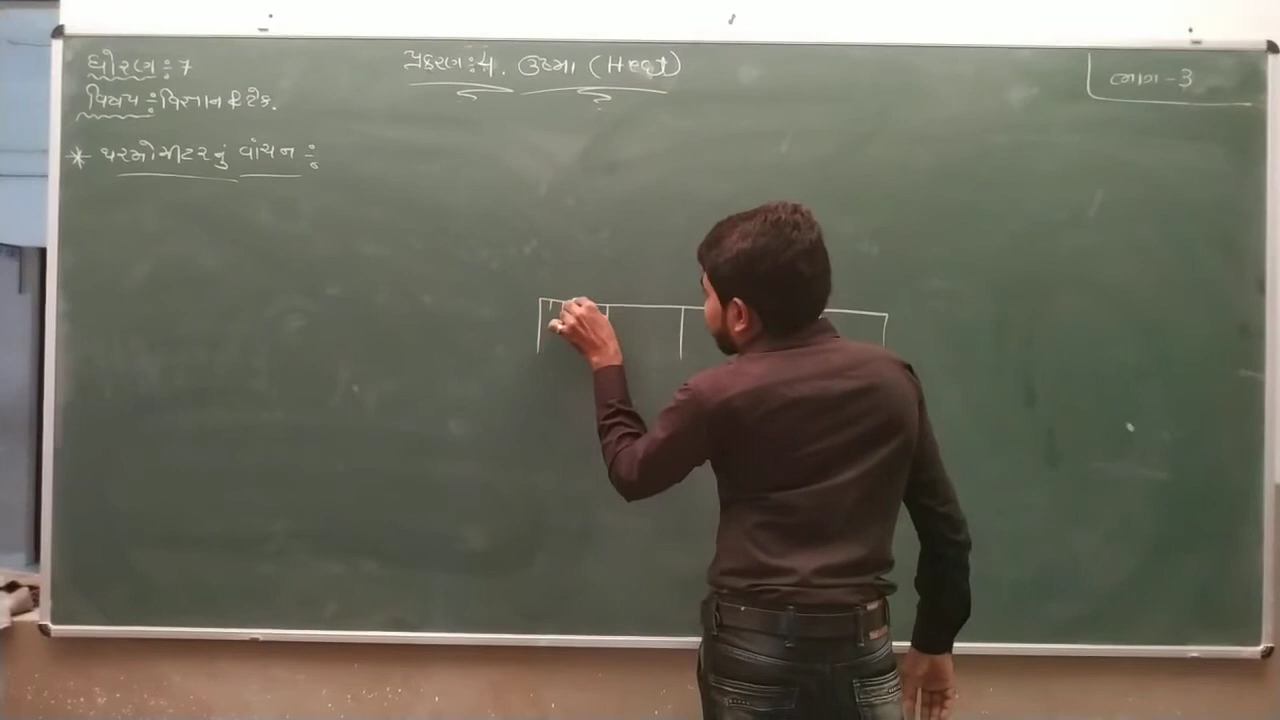 ધોરણ : 7
પ્રકરણ : 4. ઉષ્મા (Heat)
ભાગ - 3
વિષય : વિજ્ઞાન & ટેક.
* થરમોમીટરનું વાંચન :